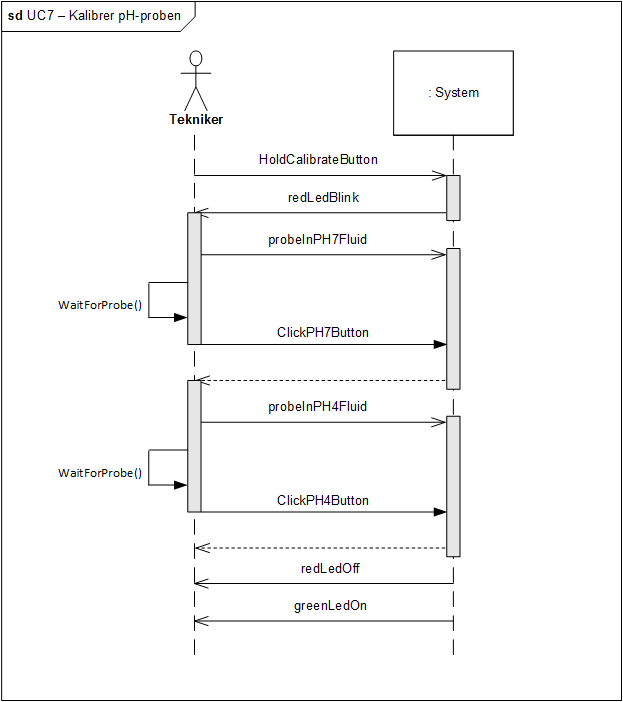 sd UC7 – Kalibrer pH-proben
Tekniker
: System
HoldCalibrateButton
redLedBlink
probeInPH7Fluid
WaitForProbe()
ClickPH7Button
probeInPH4Fluid
WaitForProbe()
ClickPH4Button
redLedOff
greenLedOn